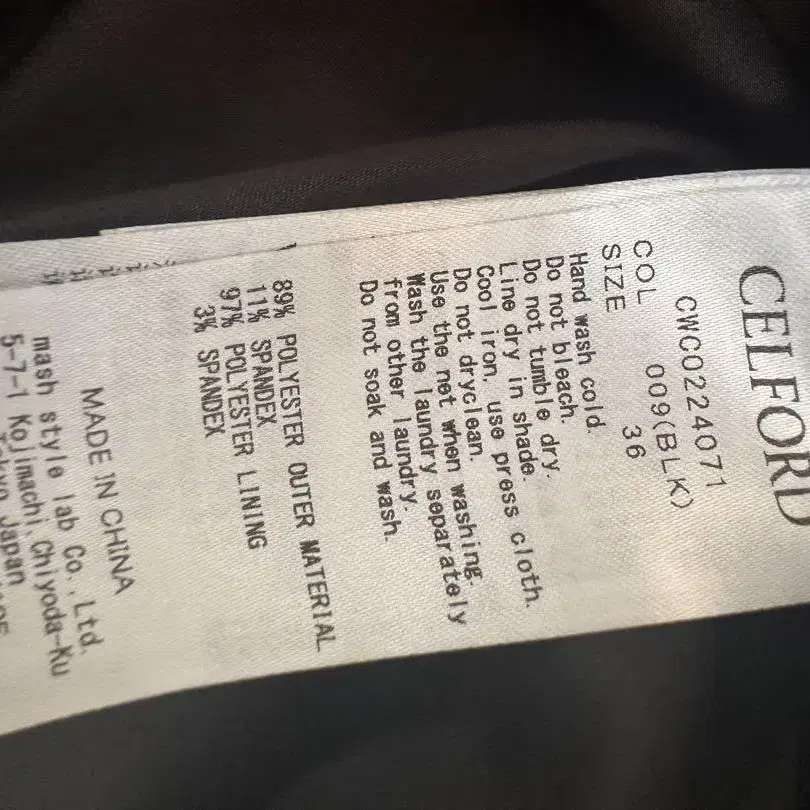 CELFORD
CWCO224071
COL 009(BLK)
SIZE 36
Hand wash cold.
Do not bleach.
Do not tumble dry.
Line dry in shade.
Cool iron, use press cloth.
Do not dryclean.
Use the net when washing.
Wash the laundry separately
from other laundry.
Do not soak and wash.
89% POLYESTER OUTER MATERIAL
11% SPANDEX
97% POLYESTER LINING
3% SPANDEX
MADE IN CHINA
mash style lab Co.,Ltd.
5-7-1 Kojimachi,Chiyoda-Ku
Tokyo Japan